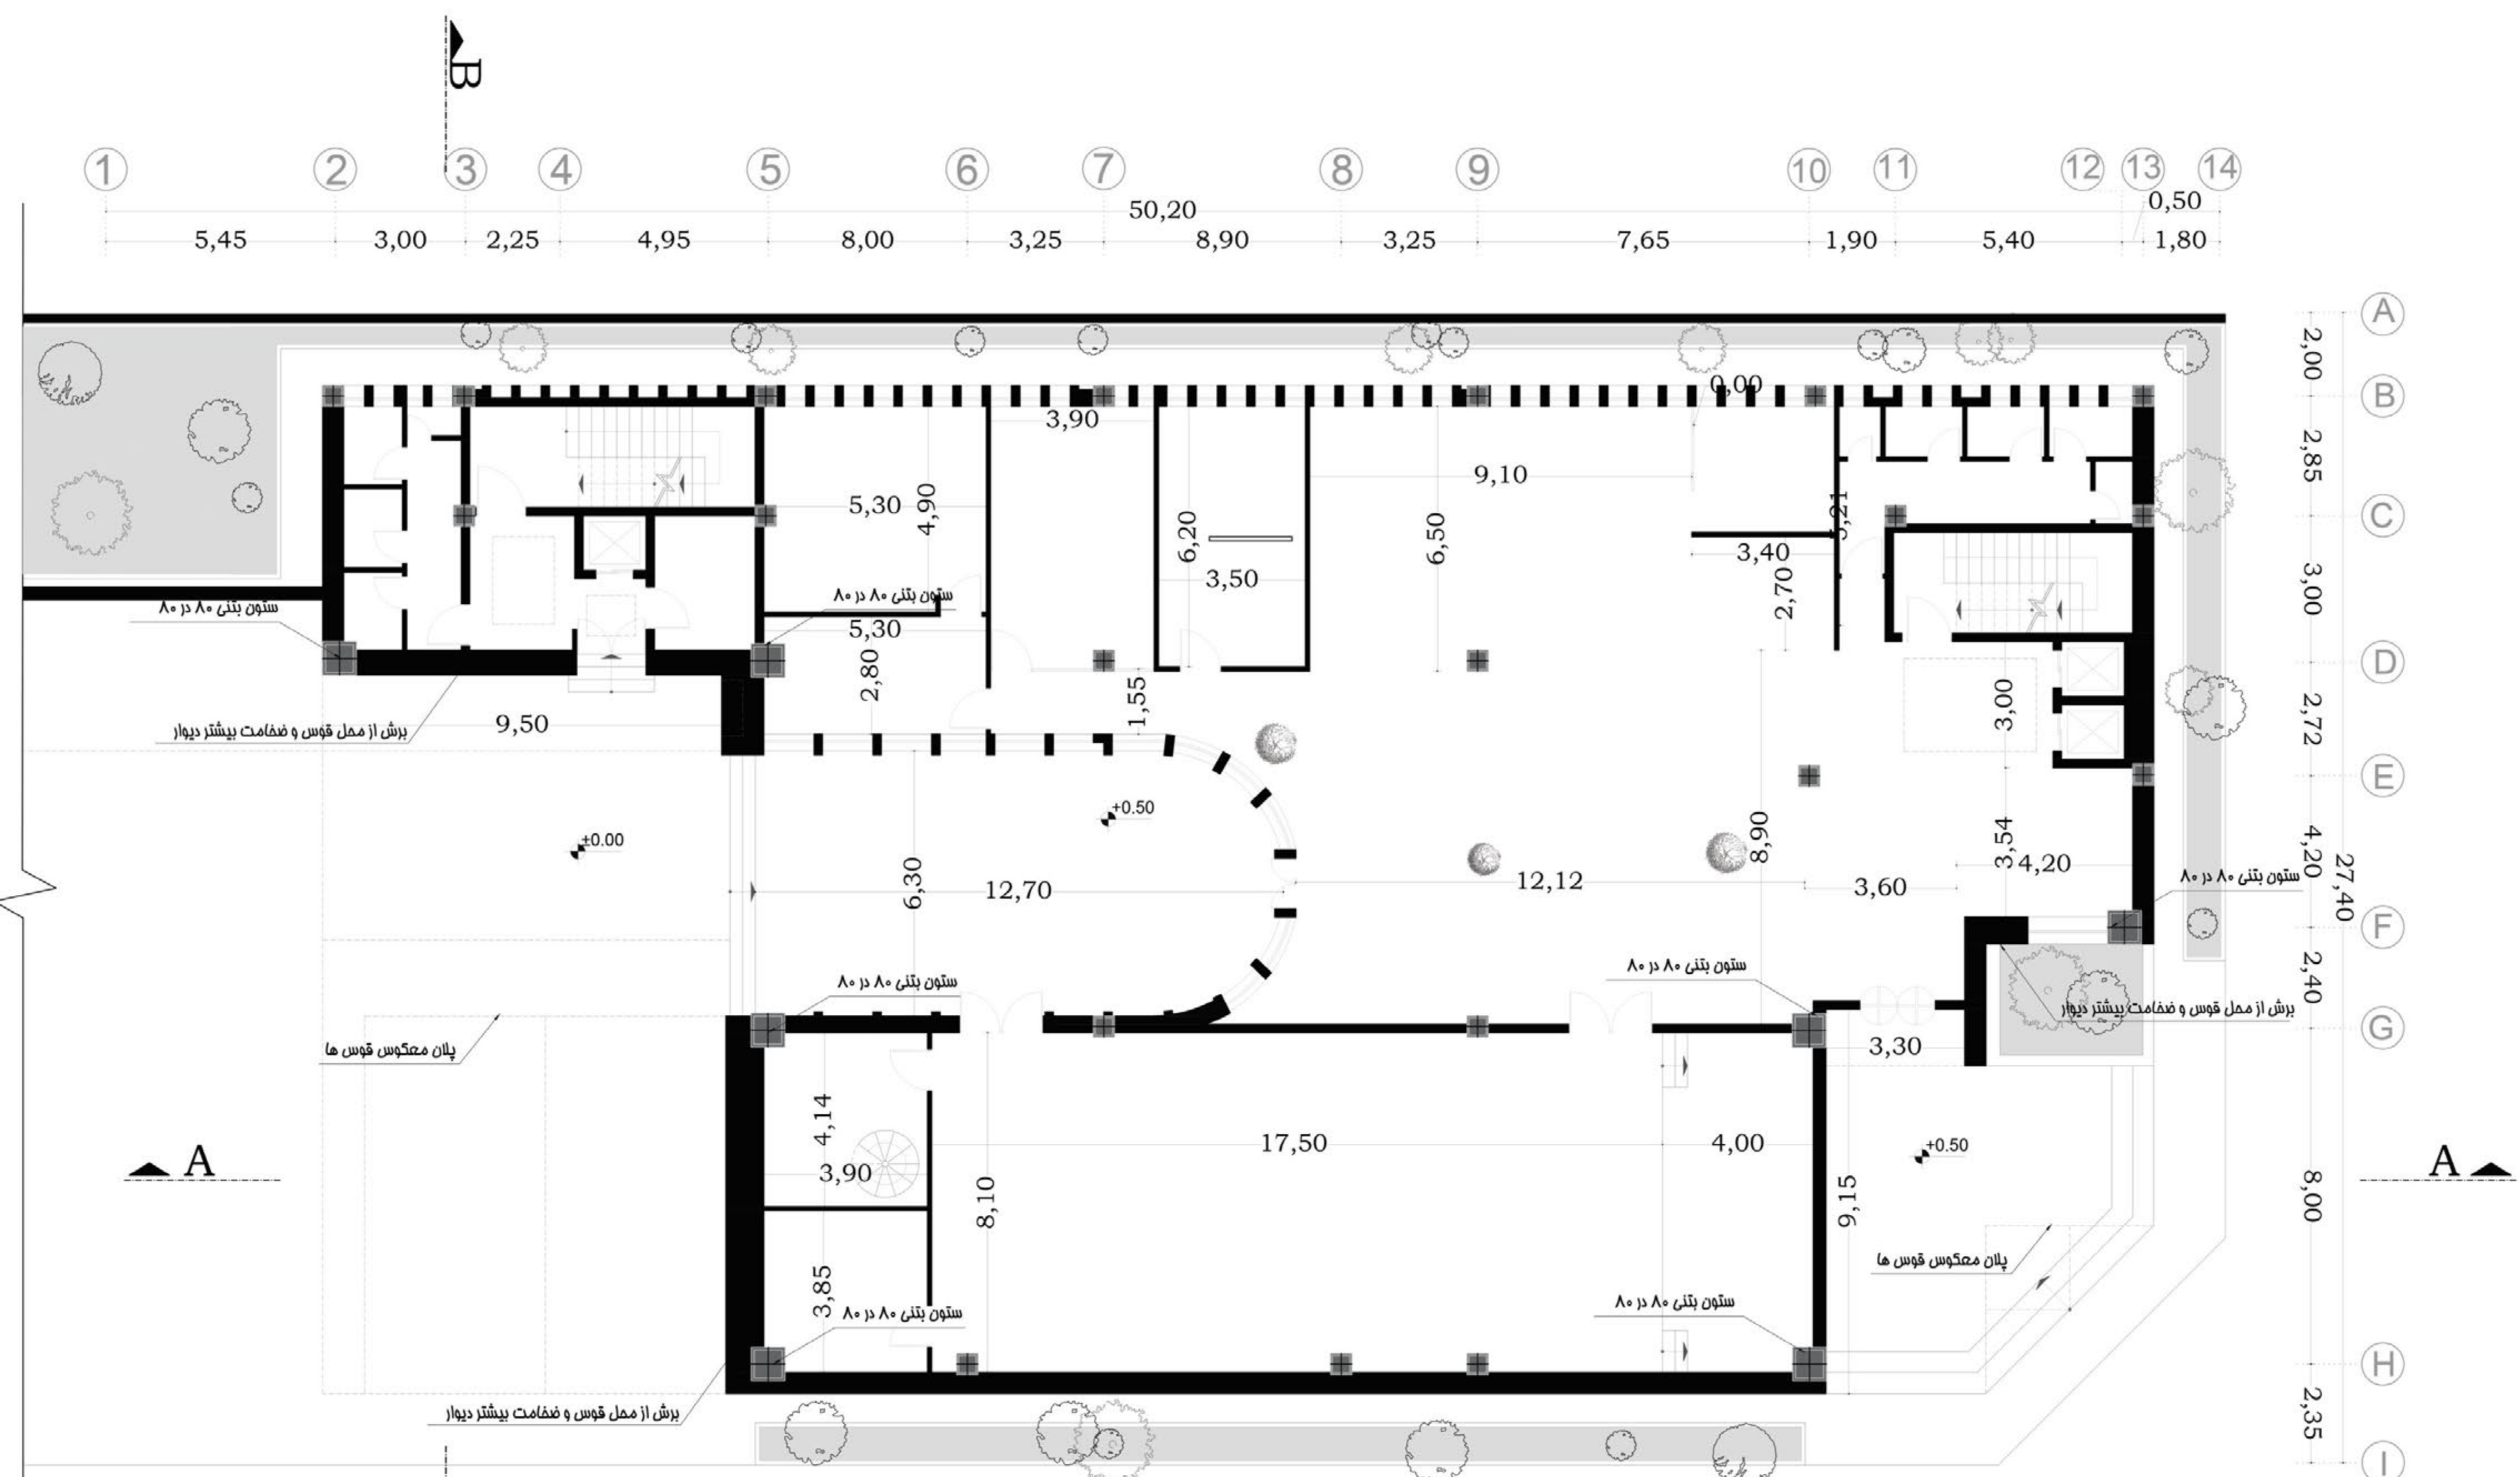 B
1 2 3 4 5 6 7 8 9 10 11 12 13 14
50,20
0,50
5,45 3,00 2,25 4,95 8,00 3,25 8,90 3,25 7,65 1,90 5,40 1,80
A
2,00
B
0,00
3,90
2,85
9,10
5,30
4,90
6,20
6,50
C
3,40
3,50
2,70
3,00
ستون بتنی ۸۰ در ۸۰
ستون بتنی ۸۰ در ۸۰
5,30
D
2,80
1,55
3,00
2,72
9,50
برش از محل قوس و ضخامت بیشتر دیوار
E
+0.50
±0.00
8,90
3,54
4,20
4,20
27,40
6,30
12,70
12,12
3,60
ستون بتنی ۸۰ در ۸۰
F
ستون بتنی ۸۰ در ۸۰
ستون بتنی ۸۰ در ۸۰
2,40
برش از محل قوس و ضخامت بیشتر دیوار
G
پلان معکوس قوس ها
3,30
4,14
17,50
4,00
+0.50
A
A
3,90
8,10
9,15
8,00
پلان معکوس قوس ها
3,85
ستون بتنی ۸۰ در ۸۰
ستون بتنی ۸۰ در ۸۰
H
برش از محل قوس و ضخامت بیشتر دیوار
2,35
I